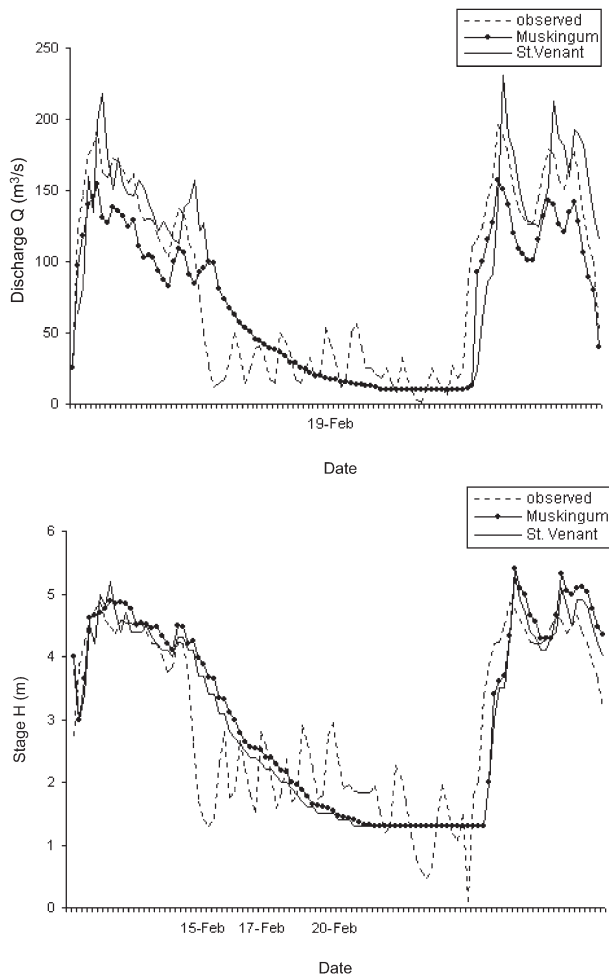 observed
Muskingum
St.Venant
250
200
150
100
50
0
Discharge Q (m³/s)
19-Feb
Date
observed
Muskingum
St. Venant
6
5
4
3
2
1
0
Stage H (m)
15-Feb 17-Feb 20-Feb
Date